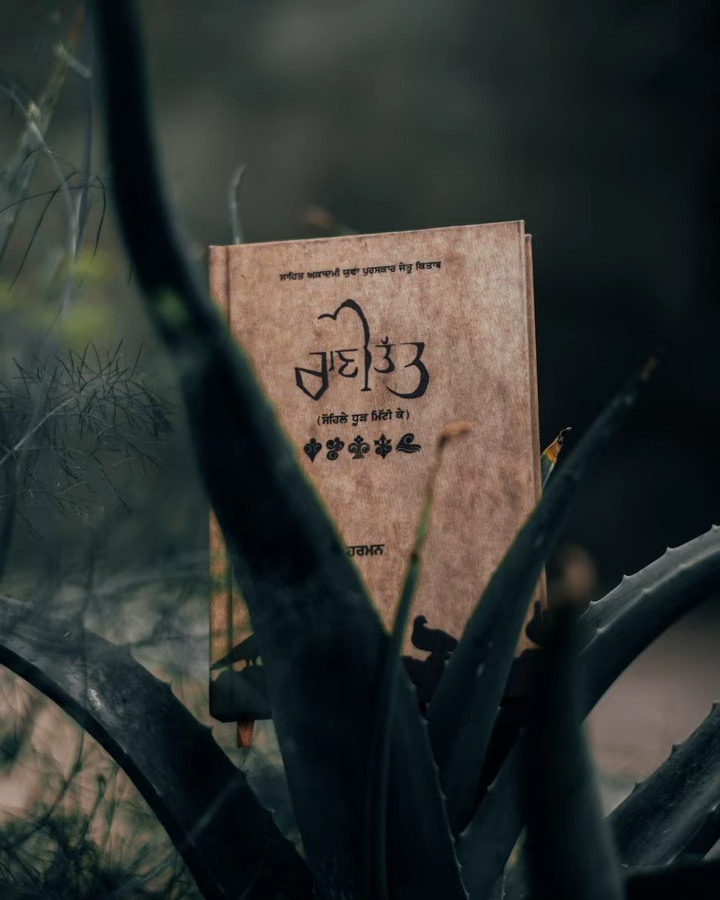 ਸਾਹਿਤ ਅਕਾਦਮੀ ਯੁਵਾ ਪੁਰਸਕਾਰ ਜੇਤੂ ਕਿਤਾਬ
ਰਾਣੀਤੱਤ
(ਸੋਹਿਲੇ ਧੂੜ ਮਿੱਟੀ ਕੇ)
ਹਰਮਨ